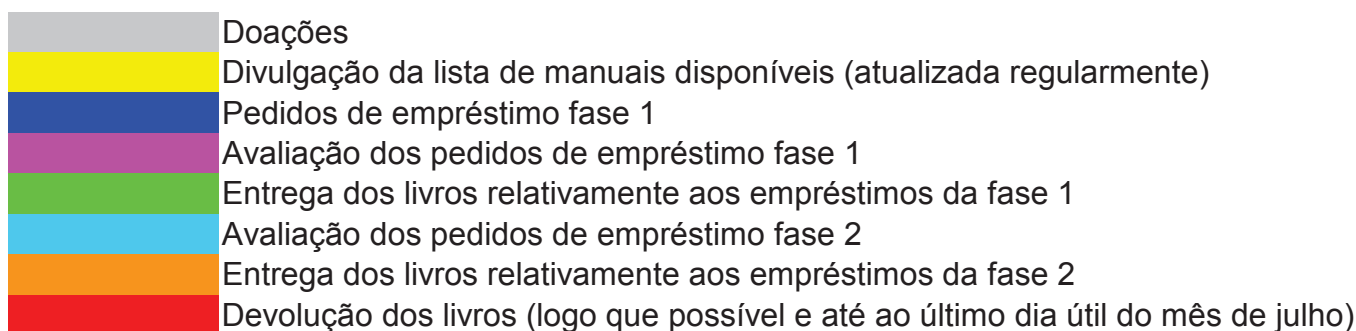 Doações
Divulgação da lista de manuais disponíveis (atualizada regularmente)
Pedidos de empréstimo fase 1
Avaliação dos pedidos de empréstimo fase 1
Entrega dos livros relativamente aos empréstimos da fase 1
Avaliação dos pedidos de empréstimo fase 2
Entrega dos livros relativamente aos empréstimos da fase 2
Devolução dos livros (logo que possível e até ao último dia útil do mês de julho)